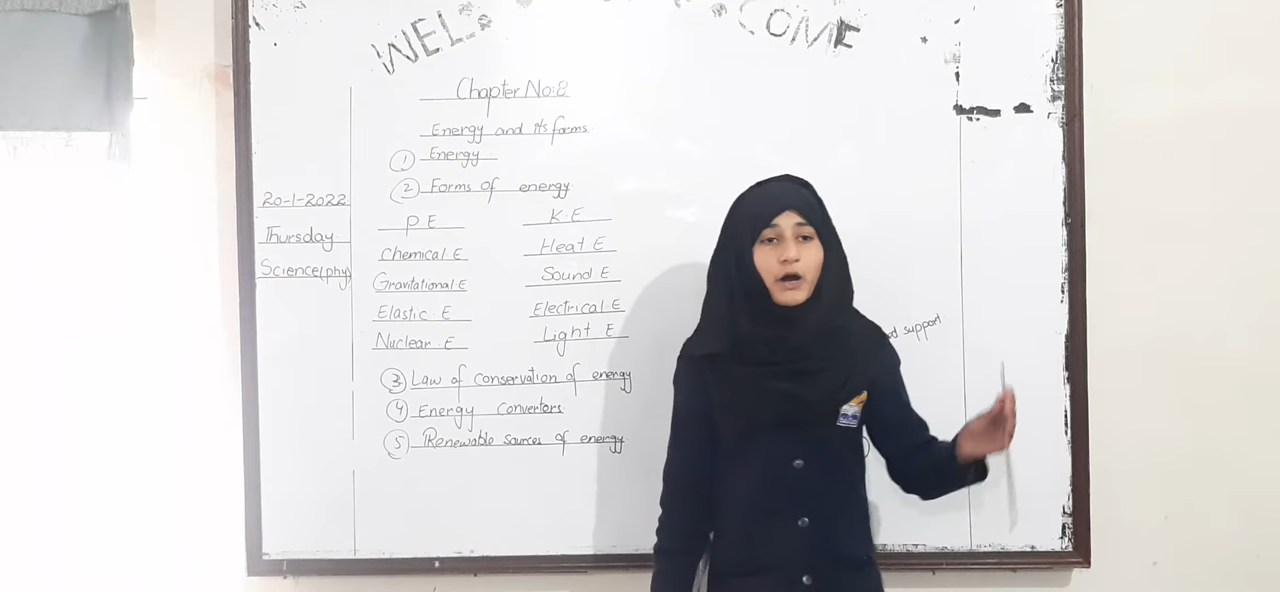 WEL COME
Chapter No:8
Energy and its forms
① Energy
② Forms of energy
20-1-2022
Thursday
Science(phy)
P E
K E
Chemical E
Heat E
Gravitational E
Sound E
Elastic E
Electrical E
Nuclear E
Light E
③ Law of conservation of energy
④ Energy Convertors
⑤ Renewable sources of energy
support